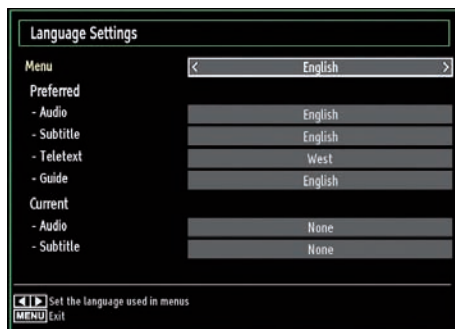 Language Settings
Menu < English >
Preferred
- Audio English
- Subtitle English
- Teletext West
- Guide English
Current
- Audio None
- Subtitle None
◄ ► Set the language used in menus
MENU Exit